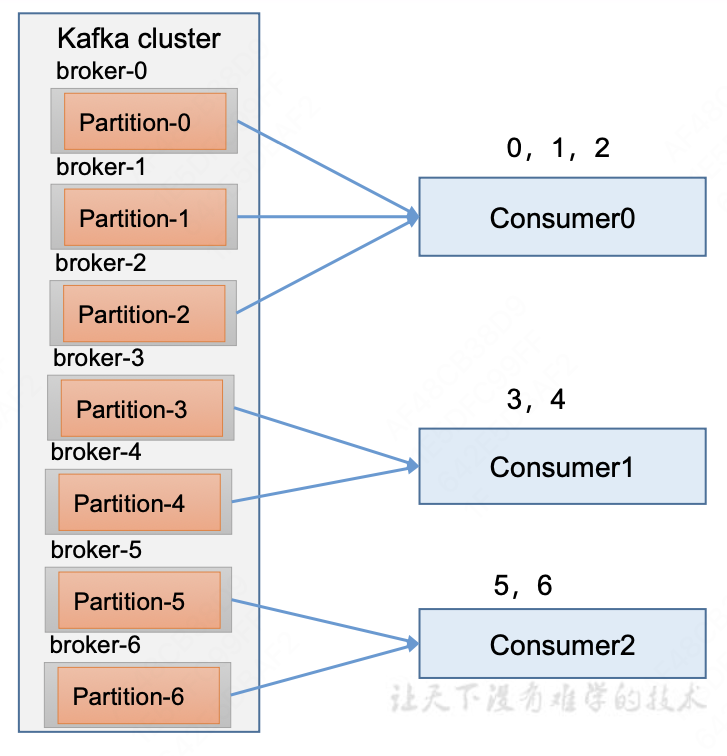 Kafka cluster
broker-0
Partition-0
broker-1
Partition-1
broker-2
Partition-2
broker-3
Partition-3
broker-4
Partition-4
broker-5
Partition-5
broker-6
Partition-6
0, 1, 2
Consumer0
3, 4
Consumer1
5, 6
Consumer2
让天下没有难学的技术